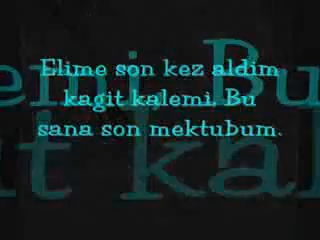 Elime son kez aldim
kagit kalemi, Bu
sana son mektubum.